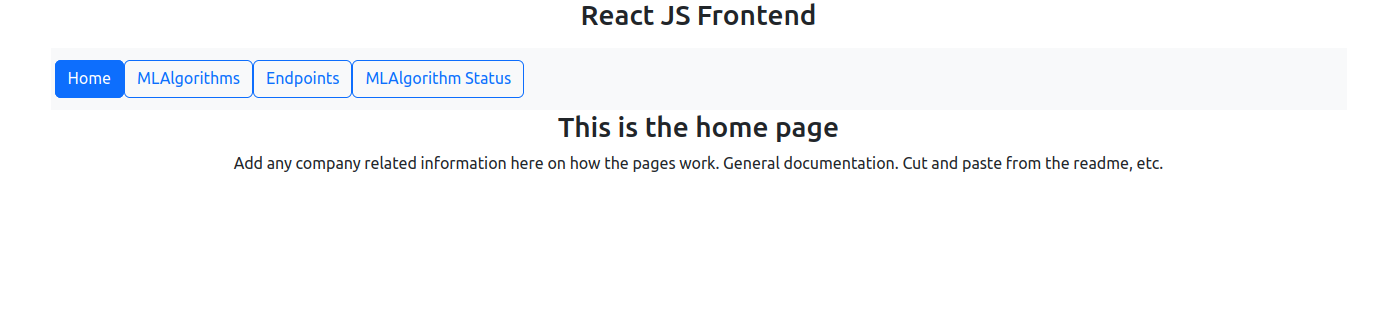 React JS Frontend
Home MLAlgorithms Endpoints MLAlgorithm Status
This is the home page
Add any company related information here on how the pages work. General documentation. Cut and paste from the readme, etc.